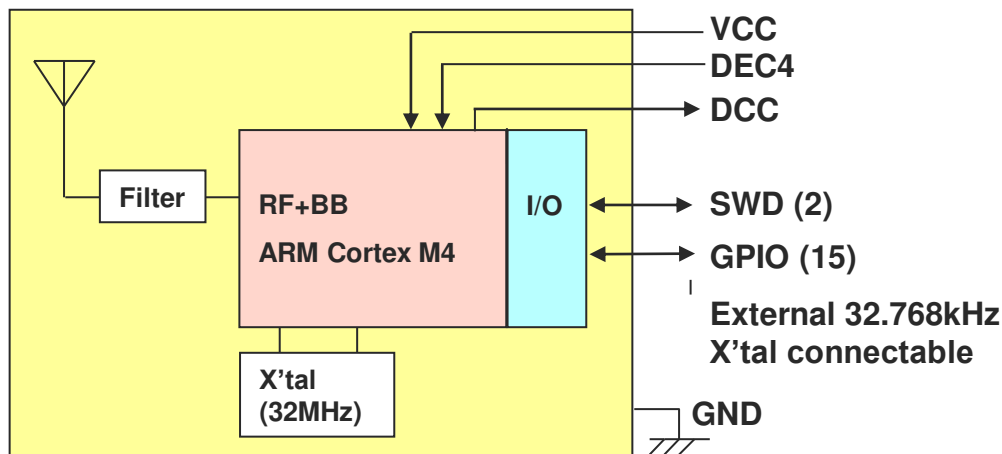 VCC
DEC4
DCC
Filter
RF+BB
ARM Cortex M4
I/O
SWD (2)
GPIO (15)
External 32.768kHz
X'tal connectable
X'tal
(32MHz)
GND